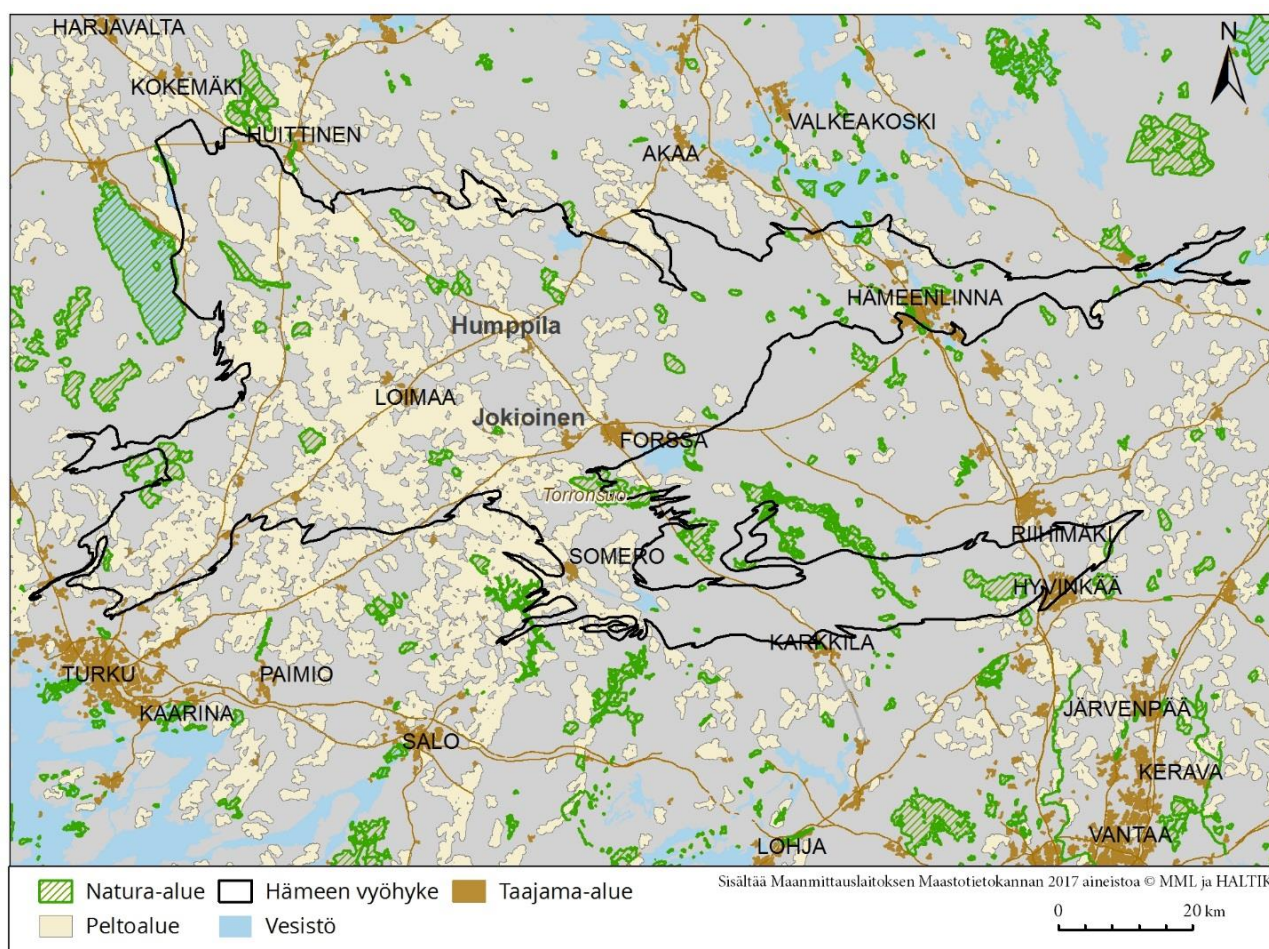 HARJAVALTA
N
KOKEMÄKI
HUITTINEN
VALKEAKOSKI
AKAA
HÄMEENLINNA
Humppila
LOIMAA
Jokioinen
FORSSA
Torronsuo
RIIHIMÄKI
SOMERO
HYVINKÄÄ
KARKKILA
TURKU
PAIMIO
KAARINA
JÄRVENPÄÄ
SALO
KERAVA
VANTAA
LOHJA
Natura-alue
Hämeen vyöhyke
Taajama-alue
Sisältää Maanmittauslaitoksen Maastotietokannan 2017 aineistoa © MML ja HALTIK
Peltoalue
Vesistö
0 20 km